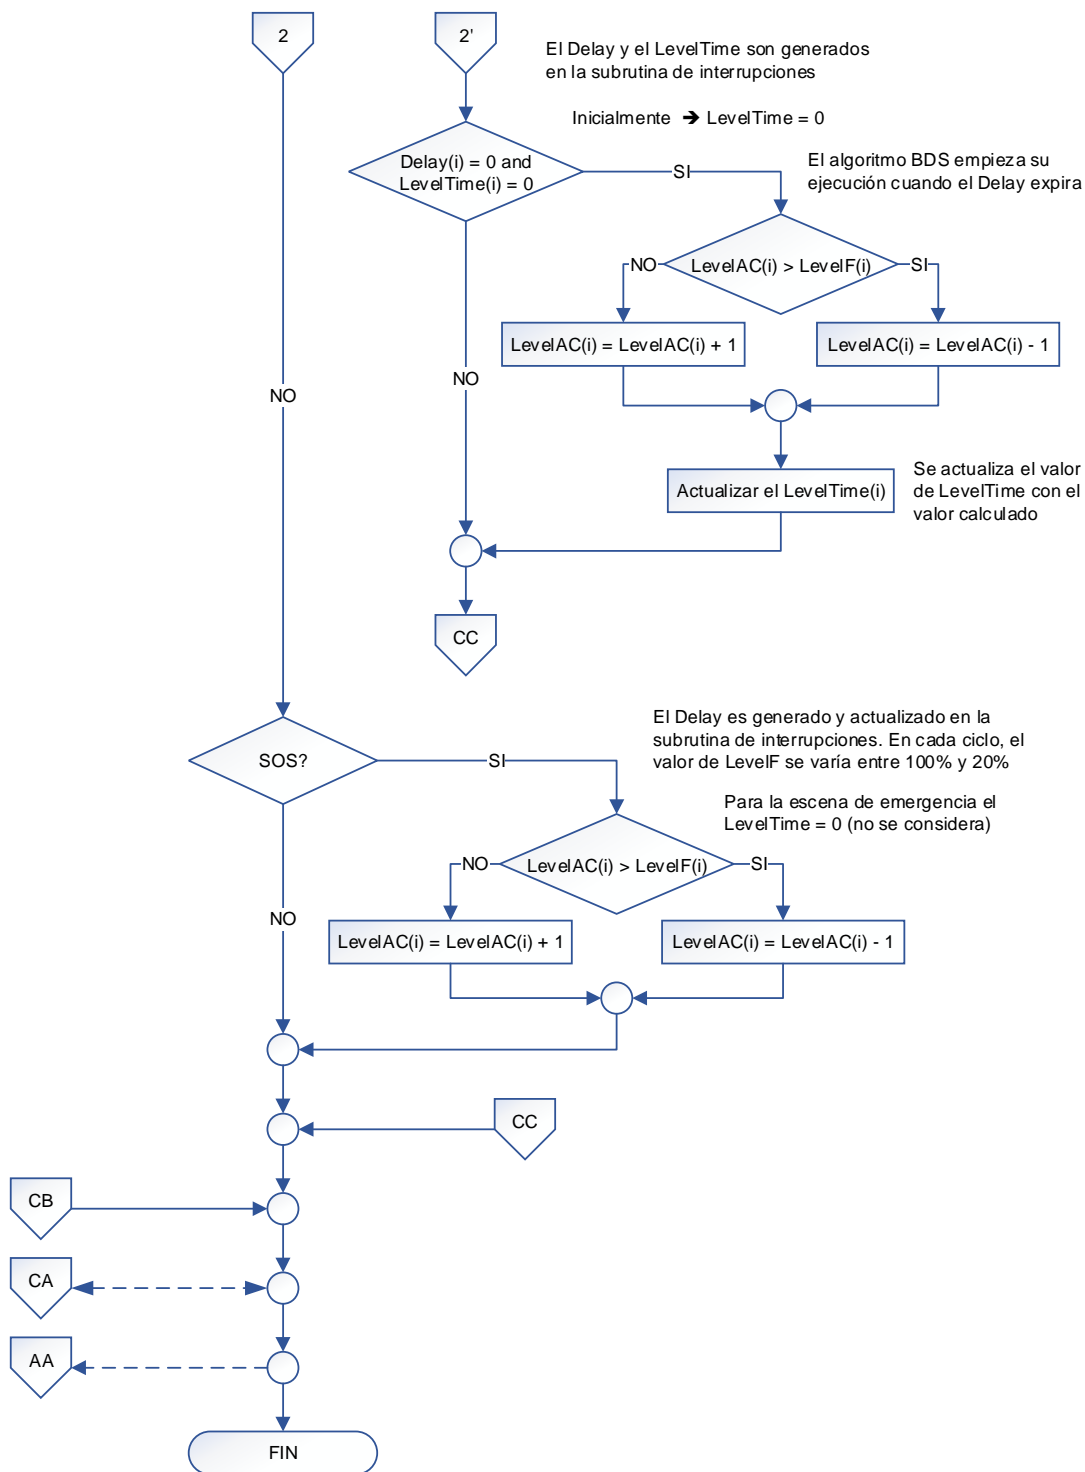 2
2'
El Delay y el LevelTime son generados
en la subrutina de interrupciones
Inicialmente ➔ LevelTime = 0
Delay(i) = 0 and
LevelTime(i) = 0
SI
El algoritmo BDS empieza su
ejecución cuando el Delay expira
NO
LevelAC(i) > LevelF(i)
SI
LevelAC(i) = LevelAC(i) + 1
LevelAC(i) = LevelAC(i) - 1
NO
NO
Actualizar el LevelTime(i)
Se actualiza el valor
de LevelTime con el
valor calculado
CC
El Delay es generado y actualizado en la
subrutina de interrupciones. En cada ciclo, el
valor de LevelF se varía entre 100% y 20%
SOS?
SI
Para la escena de emergencia el
LevelTime = 0 (no se considera)
NO
LevelAC(i) > LevelF(i)
SI
NO
LevelAC(i) = LevelAC(i) + 1
LevelAC(i) = LevelAC(i) - 1
CC
CB
CA
AA
FIN